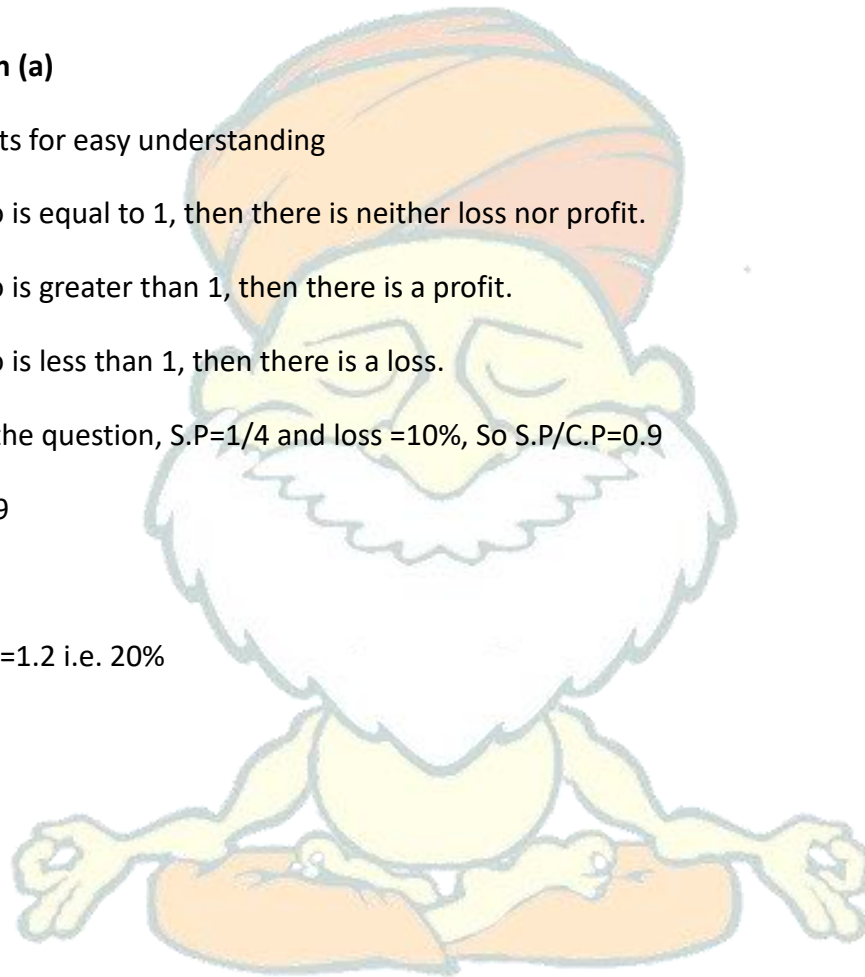 n (a)
ts for easy understanding
o is equal to 1, then there is neither loss nor profit.
o is greater than 1, then there is a profit.
o is less than 1, then there is a loss.
the question, S.P=1/4 and loss =10%, So S.P/C.P=0.9
9
=1.2 i.e. 20%